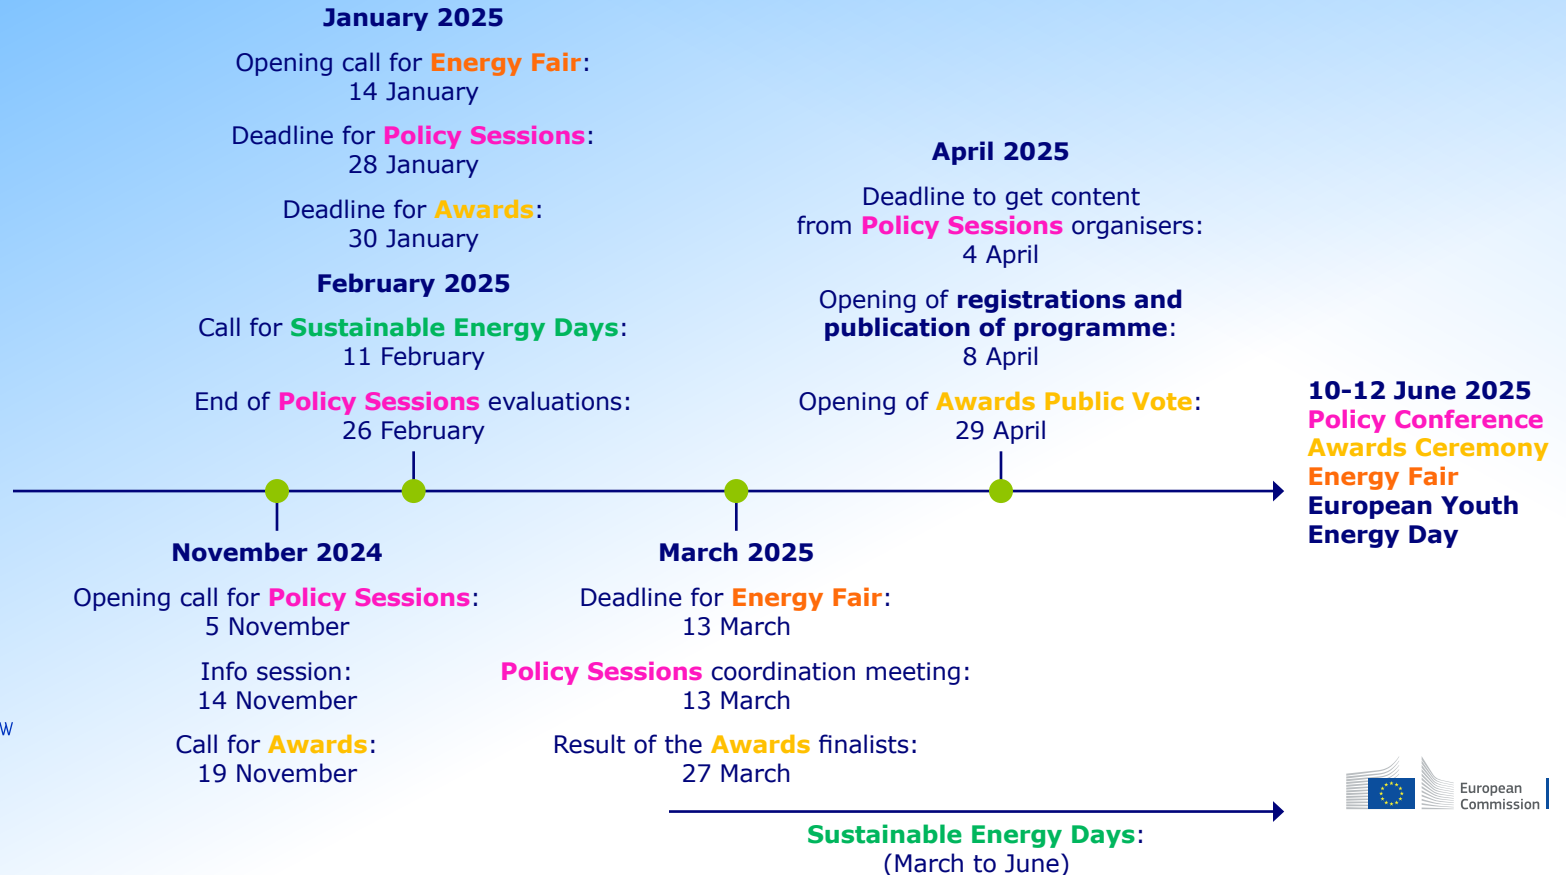 January 2025
Opening call for Energy Fair:
14 January
Deadline for Policy Sessions:
28 January
Deadline for Awards:
30 January
February 2025
Call for Sustainable Energy Days:
11 February
End of Policy Sessions evaluations:
26 February
April 2025
Deadline to get content
from Policy Sessions organisers:
4 April
Opening of registrations and
publication of programme:
8 April
Opening of Awards Public Vote:
29 April
10-12 June 2025
Policy Conference
Awards Ceremony
Energy Fair
European Youth
Energy Day
November 2024
Opening call for Policy Sessions:
5 November
Info session:
14 November
Call for Awards:
19 November
March 2025
Deadline for Energy Fair:
13 March
Policy Sessions coordination meeting:
13 March
Result of the Awards finalists:
27 March
Sustainable Energy Days:
(March to June)
W
European
Commission